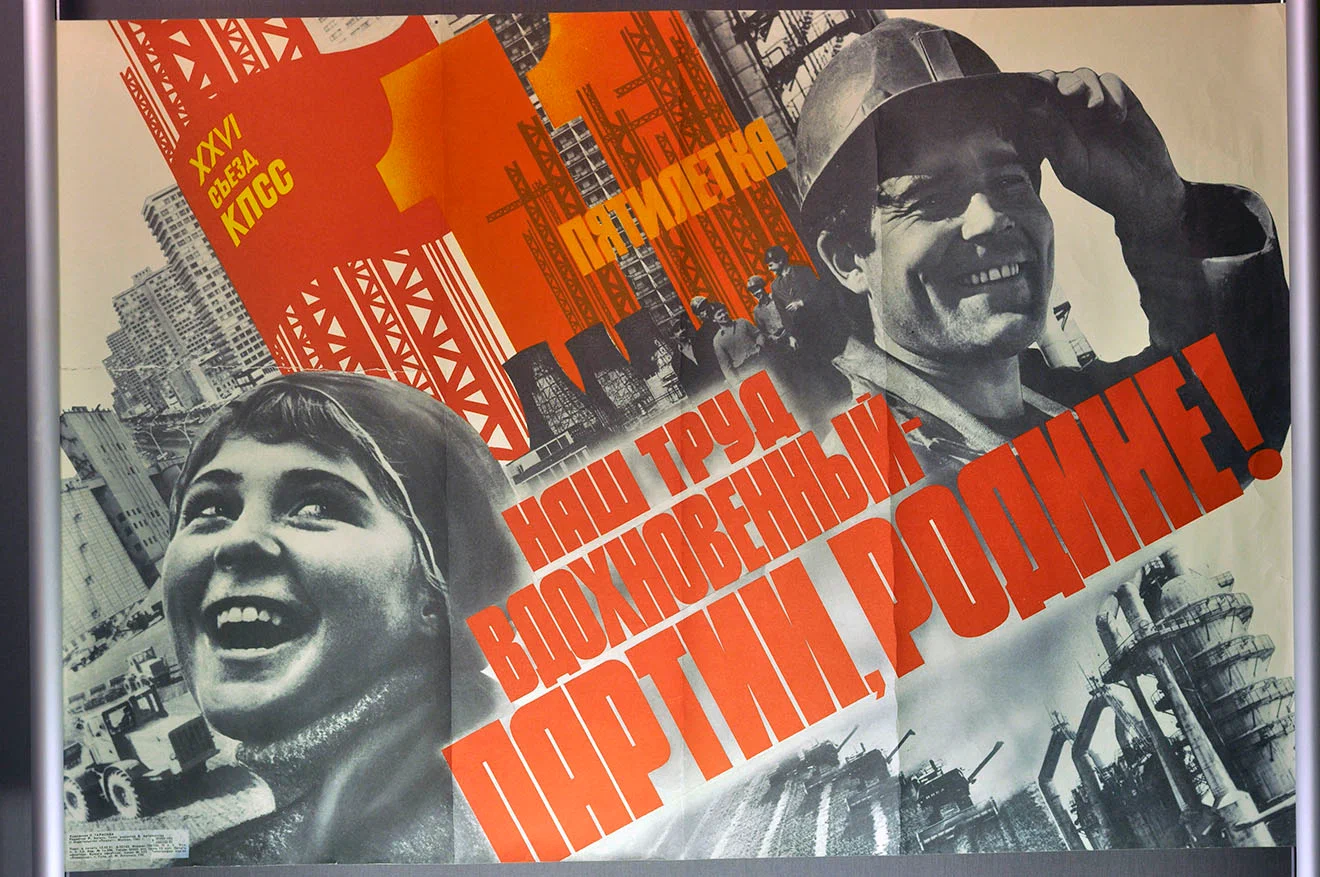 XXVI
СЪЕЗД
КПСС
11
ПЯТИЛЕТКА
НАШ ТРУД
ВДОХНОВЕННЫЙ-
ПАРТИИ, РОДИНЕ!